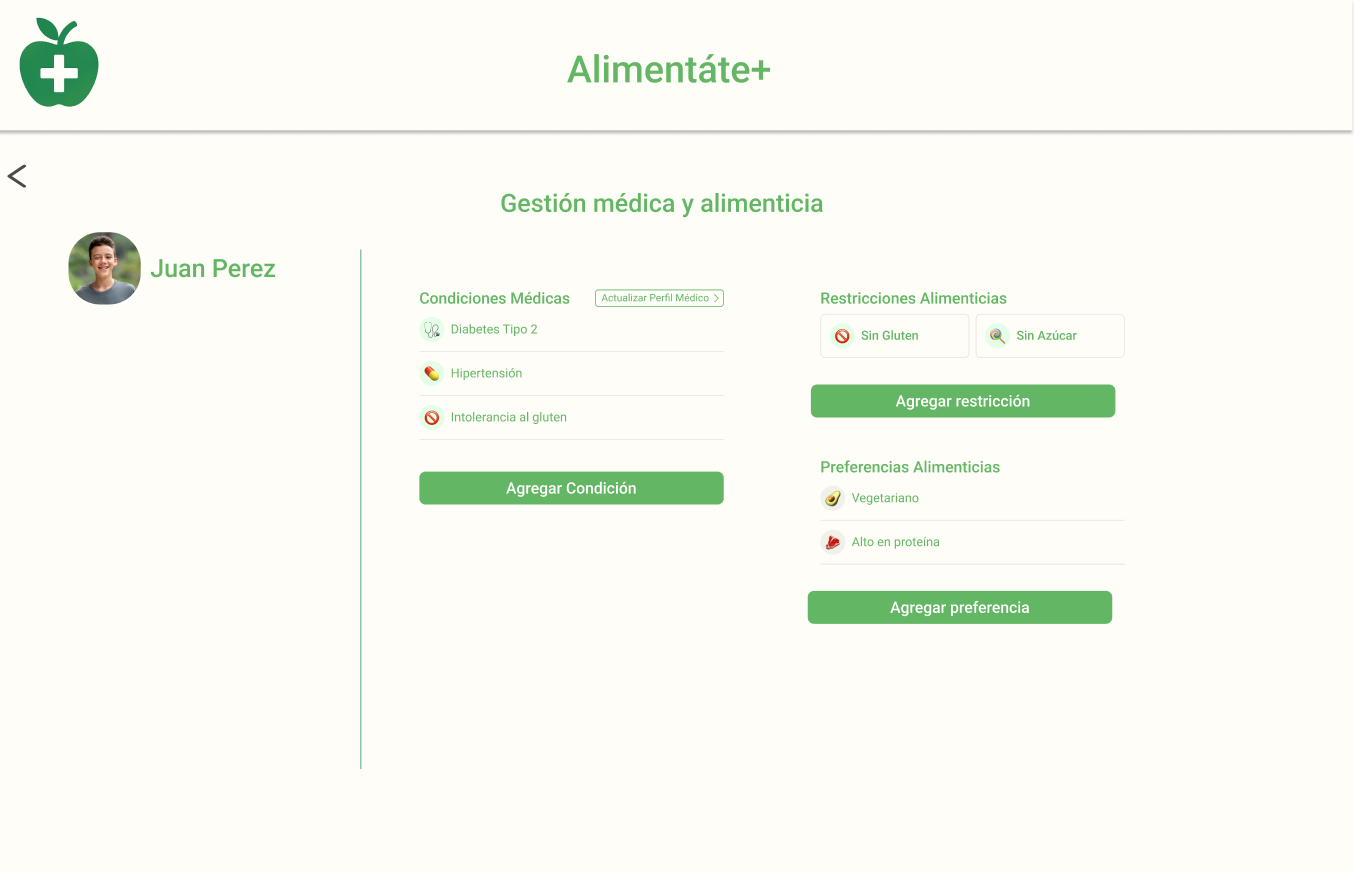 Alimentáte+
Gestión médica y alimenticia
Juan Perez
Condiciones Médicas
Actualizar Perfil Médico >
Diabetes Tipo 2
Hipertensión
Intolerancia al gluten
Agregar Condición
Restricciones Alimenticias
Sin Gluten
Sin Azúcar
Agregar restricción
Preferencias Alimenticias
Vegetariano
Alto en proteína
Agregar preferencia